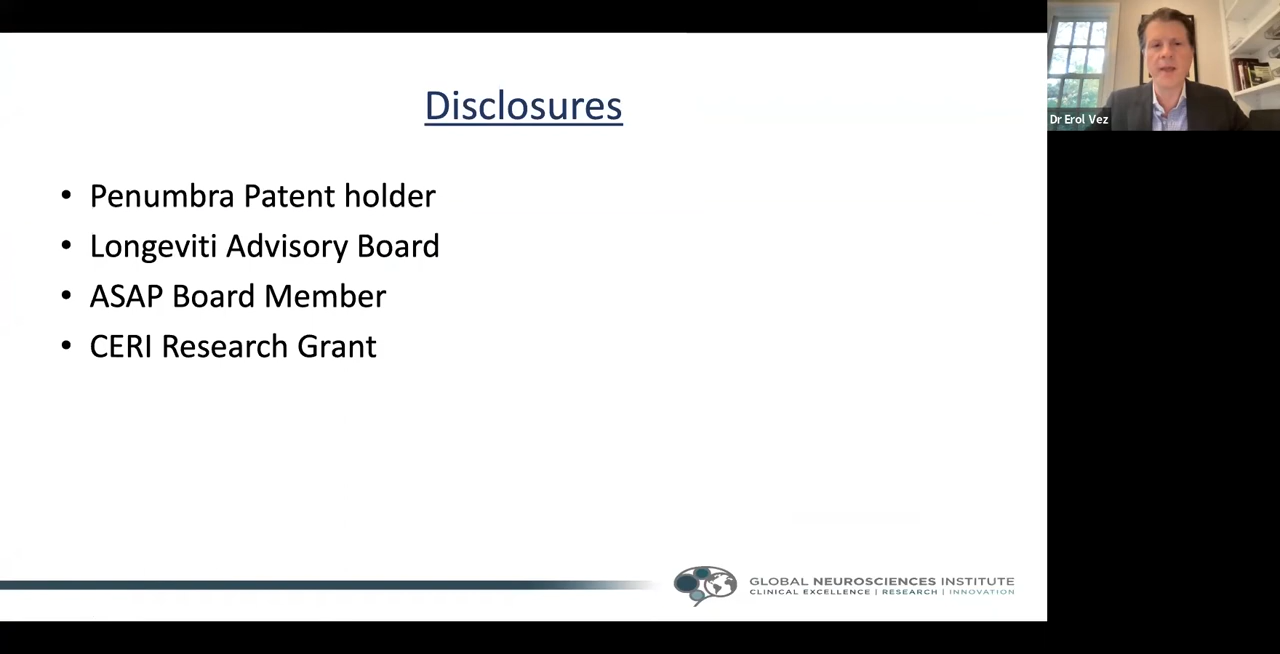 Disclosures
• Penumbra Patent holder
• Longeviti Advisory Board
• ASAP Board Member
• CERI Research Grant
GLOBAL NEUROSCIENCES INSTITUTE
CLINICAL EXCELLENCE | RESEARCH | INNOVATION
Dr Erol Vez